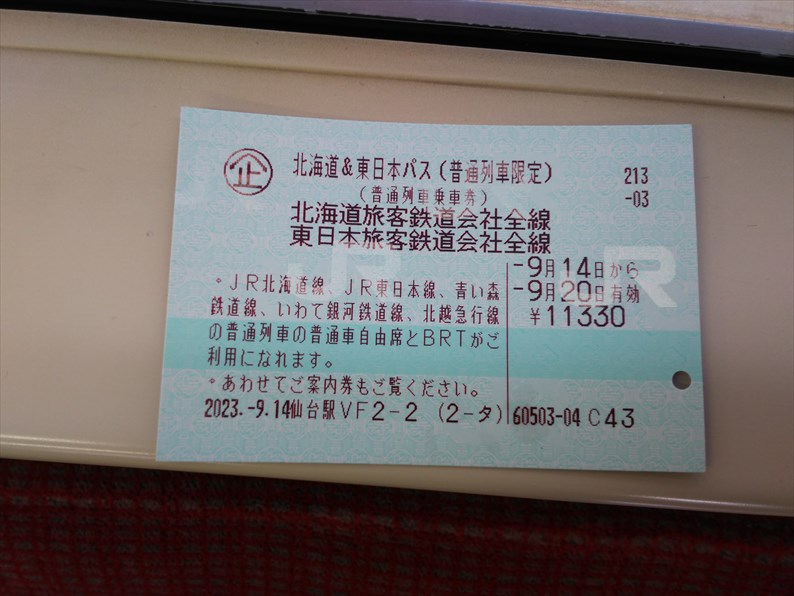 企 北海道&東日本パス(普通列車限定) 213
(普通列車乗車券) -03
北海道旅客鉄道会社全線
東日本旅客鉄道会社全線
-9月14日から
-9月20日有効
¥11330
*JR北海道線、JR東日本線、青い森
鉄道線、いわて銀河鉄道線、北越急行線
の普通列車の普通車自由席とBRTがご
利用になれます。
*あわせてご案内券もご覧ください。
2023.-9.14仙台駅VF2-2 (2-タ) 60503-04 C43
JR
R